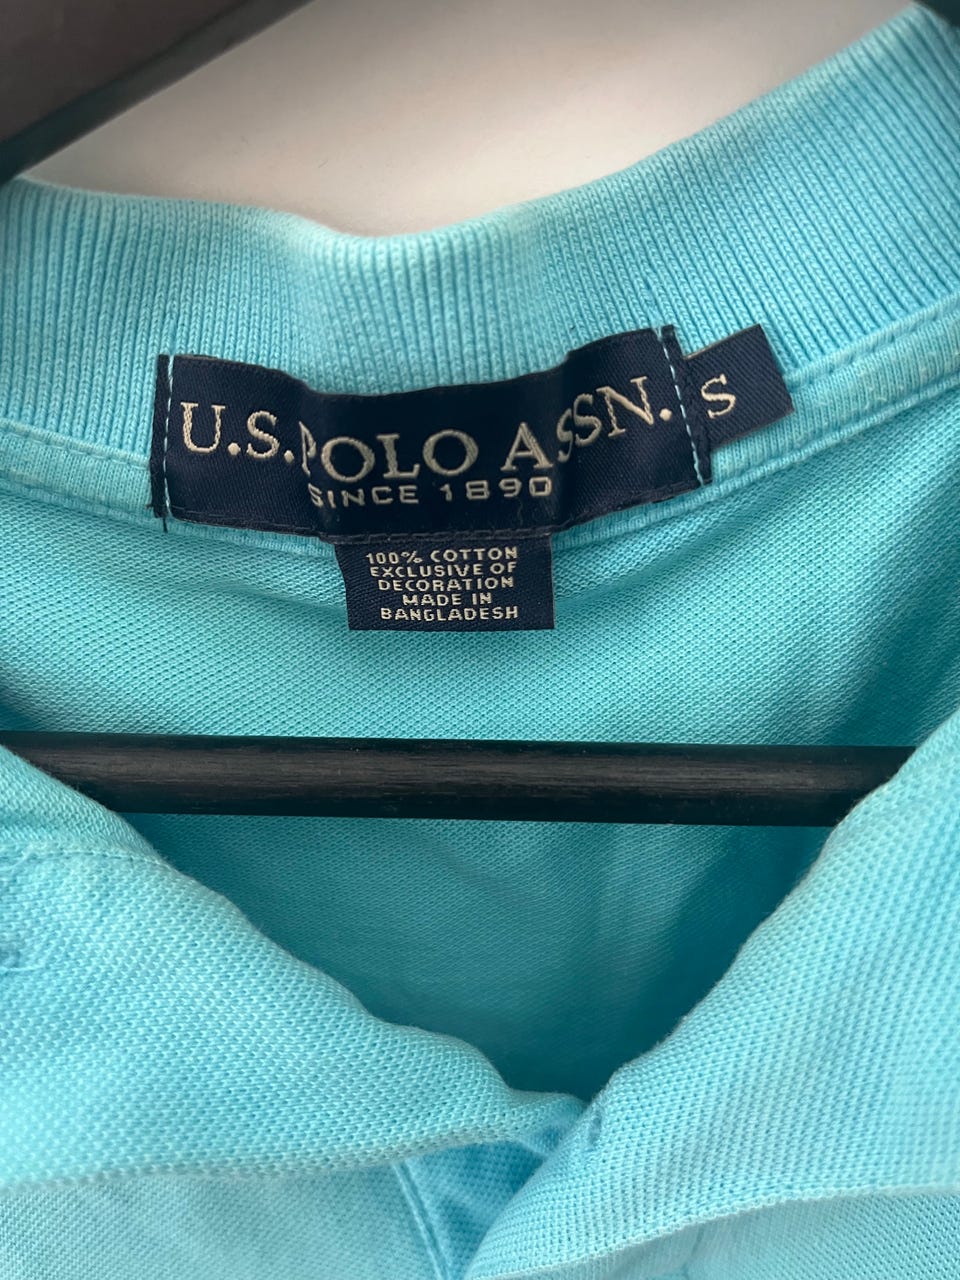 U.S. POLO ASSN.
SINCE 1890
S
100% COTTON
EXCLUSIVE OF
DECORATION
MADE IN
BANGLADESH